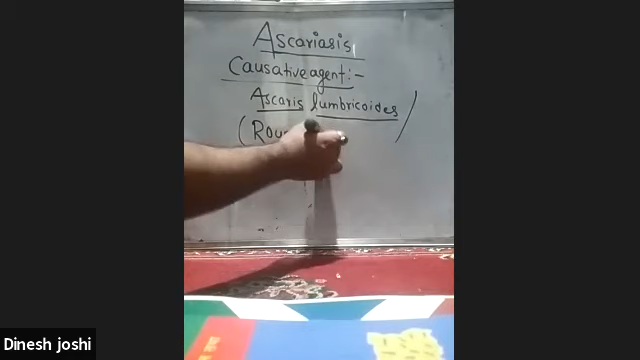 Ascariasis
Causative agent:-
Ascaris lumbricoides
(
Dinesh joshi